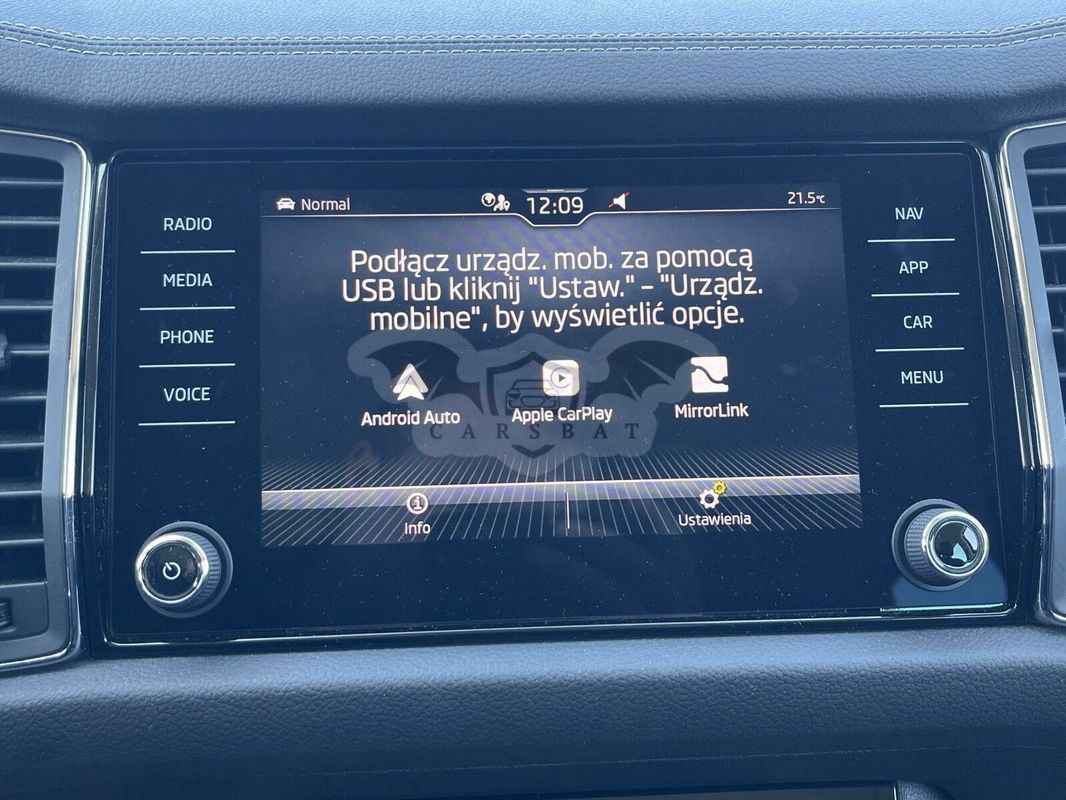 Normal
12:09
21.5°C
RADIO
MEDIA
PHONE
VOICE
Podłącz urządz. mob. za pomocą
USB lub kliknij "Ustaw." – "Urządz.
mobilne", by wyświetlić opcje.
Android Auto
Apple CarPlay
MirrorLink
CARSBAT
Info
Ustawienia
NAV
APP
CAR
MENU